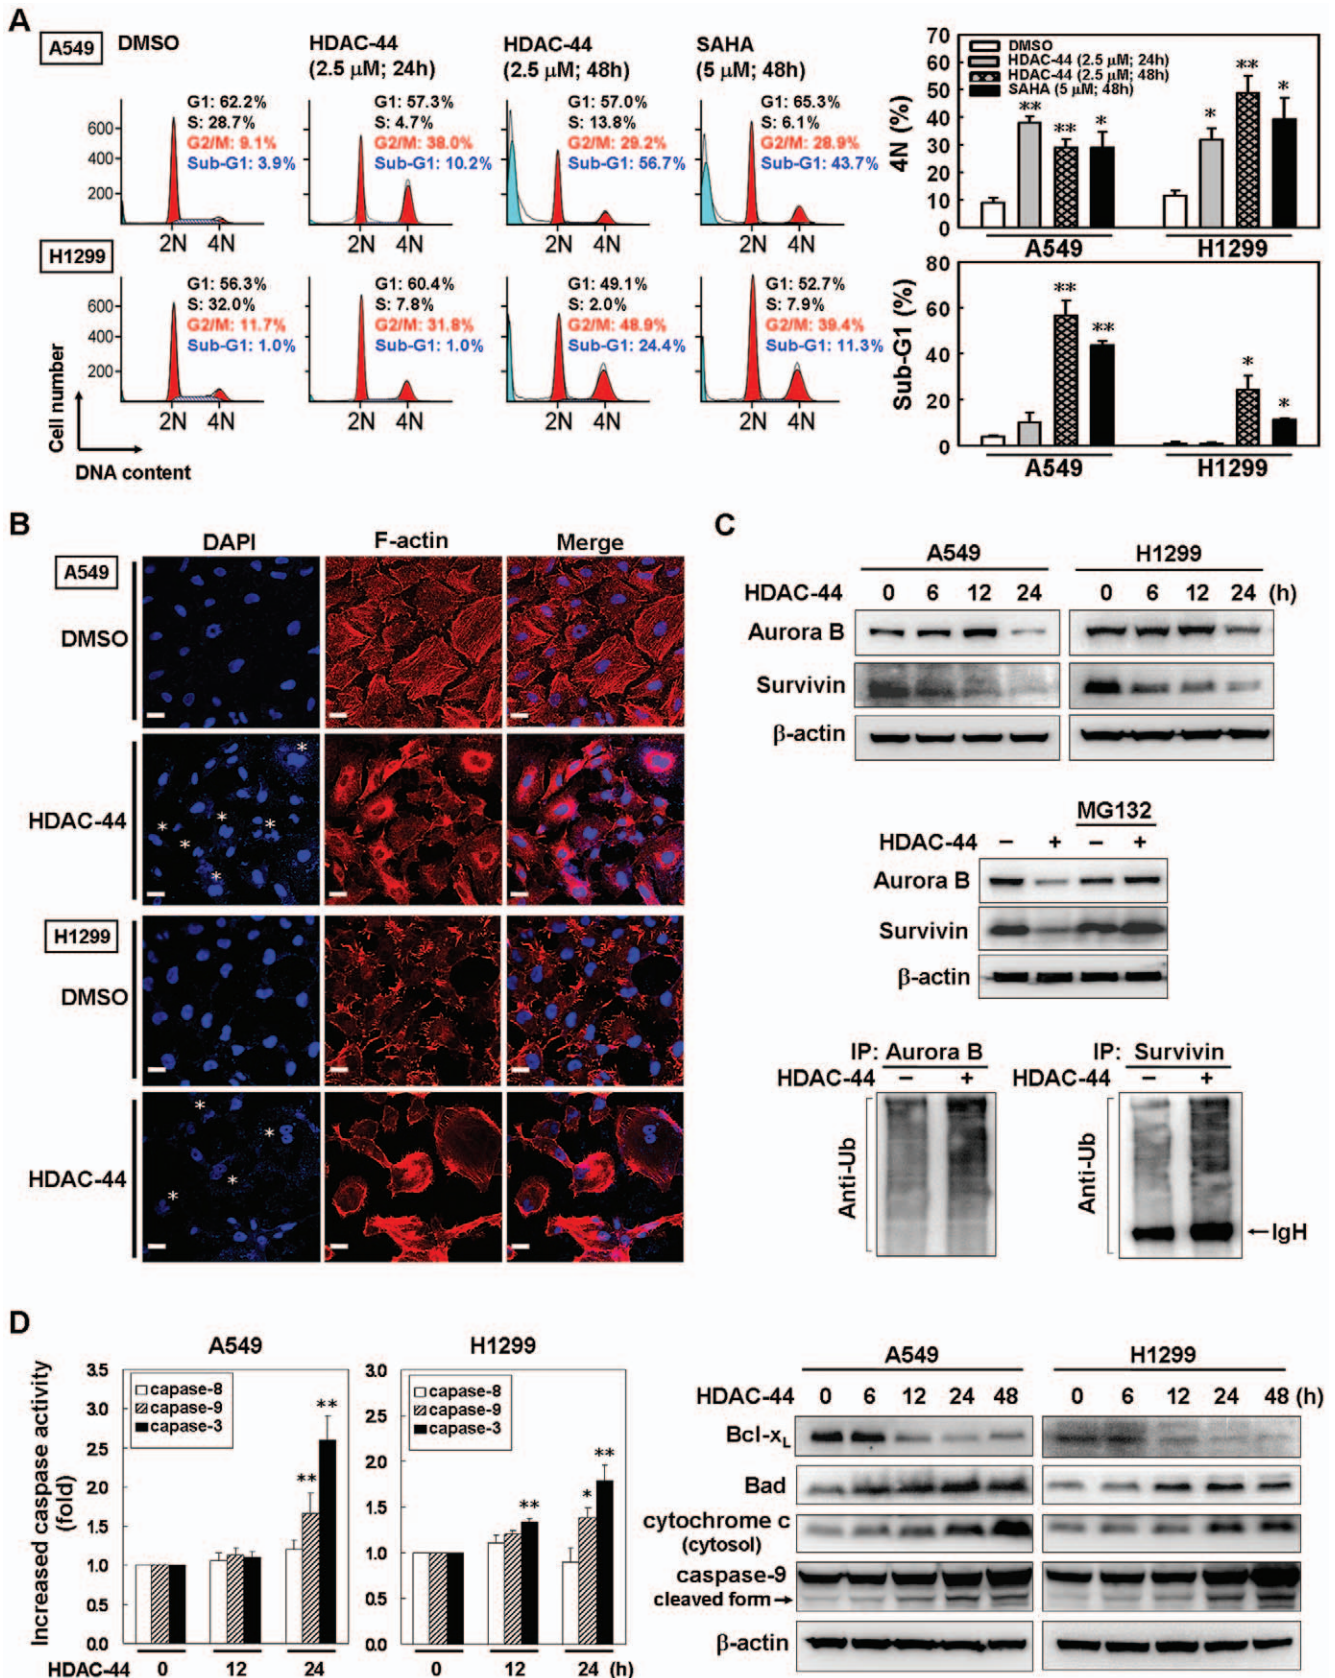 A
A549
DMSO
HDAC-44
(2.5 μM; 24h)
HDAC-44
(2.5 μM; 48h)
SAHA
(5 μM; 48h)
G1: 62.2%
S: 28.7%
G2/M: 9.1%
Sub-G1: 3.9%
G1: 57.3%
S: 4.7%
G2/M: 38.0%
Sub-G1: 10.2%
G1: 57.0%
S: 13.8%
G2/M: 29.2%
Sub-G1: 56.7%
G1: 65.3%
S: 6.1%
G2/M: 28.9%
Sub-G1: 43.7%
600
400
200
2N 4N 2N 4N 2N 4N 2N 4N
H1299
G1: 56.3%
S: 32.0%
G2/M: 11.7%
Sub-G1: 1.0%
G1: 60.4%
S: 7.8%
G2/M: 31.8%
Sub-G1: 1.0%
G1: 49.1%
S: 2.0%
G2/M: 48.9%
Sub-G1: 24.4%
G1: 52.7%
S: 7.9%
G2/M: 39.4%
Sub-G1: 11.3%
600
400
200
2N 4N 2N 4N 2N 4N 2N 4N
Cell number
DNA content
4N (%)
70
60
50
40
30
20
10
0
DMSO
HDAC-44 (2.5 μM; 24h)
HDAC-44 (2.5 μM; 48h)
SAHA (5 μM; 48h)
** ** * * ** *
A549 H1299
Sub-G1 (%)
80
60
40
20
0
** ** * *
A549 H1299
B
DAPI F-actin Merge
A549
DMSO
* * * * * *
HDAC-44
H1299
DMSO
* * * *
HDAC-44
C
A549 H1299
HDAC-44 0 6 12 24 0 6 12 24 (h)
Aurora B
Survivin
β-actin
MG132
HDAC-44 – + – +
Aurora B
Survivin
β-actin
IP: Aurora B
HDAC-44 – +
Anti-Ub
IP: Survivin
HDAC-44 – +
Anti-Ub
←IgH
D
A549
Increased caspase activity
(fold)
3.5
3.0
2.5
2.0
1.5
1.0
0.5
0.0
capase-8
capase-9
capase-3
** **
HDAC-44 0 12 24
H1299
3.0
2.5
2.0
1.5
1.0
0.5
0.0
capase-8
capase-9
capase-3
** * **
0 12 24 (h)
A549 H1299
HDAC-44 0 6 12 24 48 0 6 12 24 48 (h)
Bcl-xL
Bad
cytochrome c
(cytosol)
caspase-9
cleaved form→
β-actin